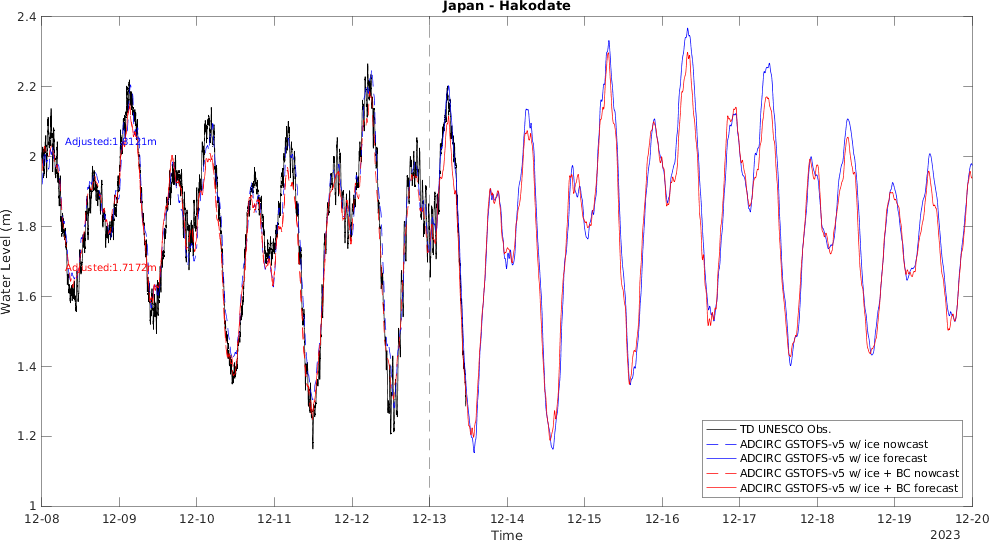 Japan - Hakodate
2.4
2.2
2
1.8
1.6
1.4
1.2
1
Water Level (m)
Adjusted:1.8121m
Adjusted:1.7172m
TD UNESCO Obs.
ADCIRC GSTOFS-v5 w/ ice nowcast
ADCIRC GSTOFS-v5 w/ ice forecast
ADCIRC GSTOFS-v5 w/ ice + BC nowcast
ADCIRC GSTOFS-v5 w/ ice + BC forecast
12-08 12-09 12-10 12-11 12-12 12-13 12-14 12-15 12-16 12-17 12-18 12-19 12-20
Time
2023